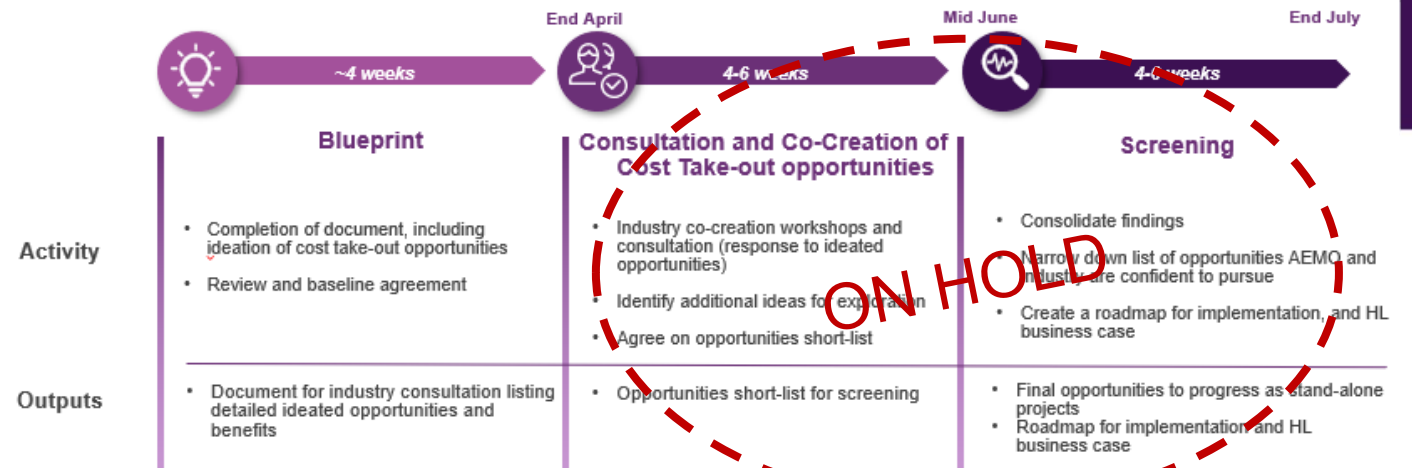 End April
Mid June
End July
~4 weeks
4-6 weeks
4-6 weeks
Blueprint
Consultation and Co-Creation of
Cost Take-out opportunities
Screening
Activity
• Completion of document, including
ideation of cost take-out opportunities
• Review and baseline agreement
• Industry co-creation workshops and
consultation (response to ideated
opportunities)
• Identify additional ideas for exploration
• Agree on opportunities short-list
• Consolidate findings
• Narrow down list of opportunities AEMO and
industry are confident to pursue
• Create a roadmap for implementation, and HL
business case
ON HOLD
Outputs
• Document for industry consultation listing
detailed ideated opportunities and
benefits
• Opportunities short-list for screening
• Final opportunities to progress as stand-alone
projects
• Roadmap for implementation and HL
business case